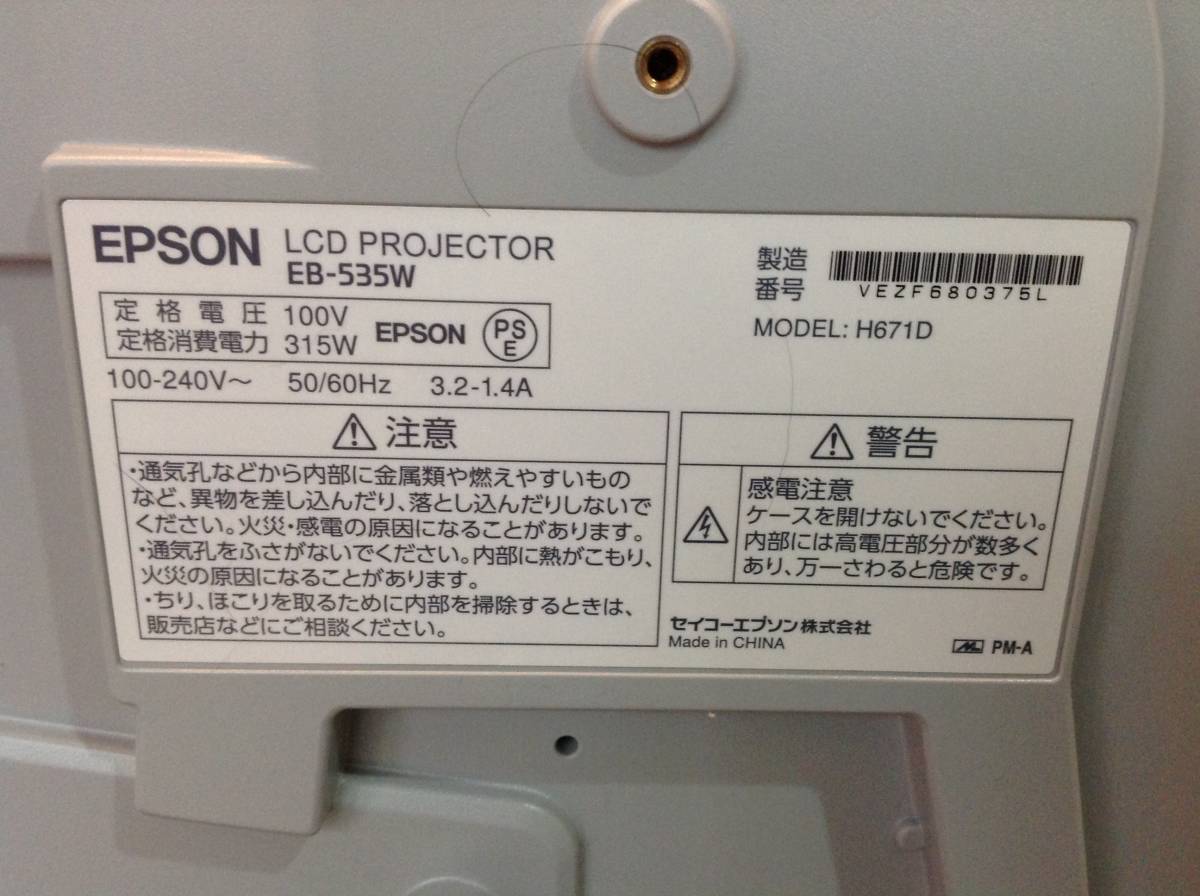 EPSON LCD PROJECTOR
EB-535W
定格電圧 100V
定格消費電力 315W
EPSON
PS
E
100-240V～ 50/60Hz 3.2-1.4A
製造
番号
VEZF680375L
MODEL: H671D
注意
・通気孔などから内部に金属類や燃えやすいもの
など、異物を差し込んだり、落とし込んだりしないで
ください。火災・感電の原因になることがあります。
・通気孔をふさがないでください。内部に熱がこもり、
火災の原因になることがあります。
・ちり、ほこりを取るために内部を掃除するときは、
販売店などにご相談ください。
警告
感電注意
ケースを開けないでください。
内部には高電圧部分が数多く
あり、万一さわると危険です。
セイコーエプソン株式会社
Made in CHINA
PM-A